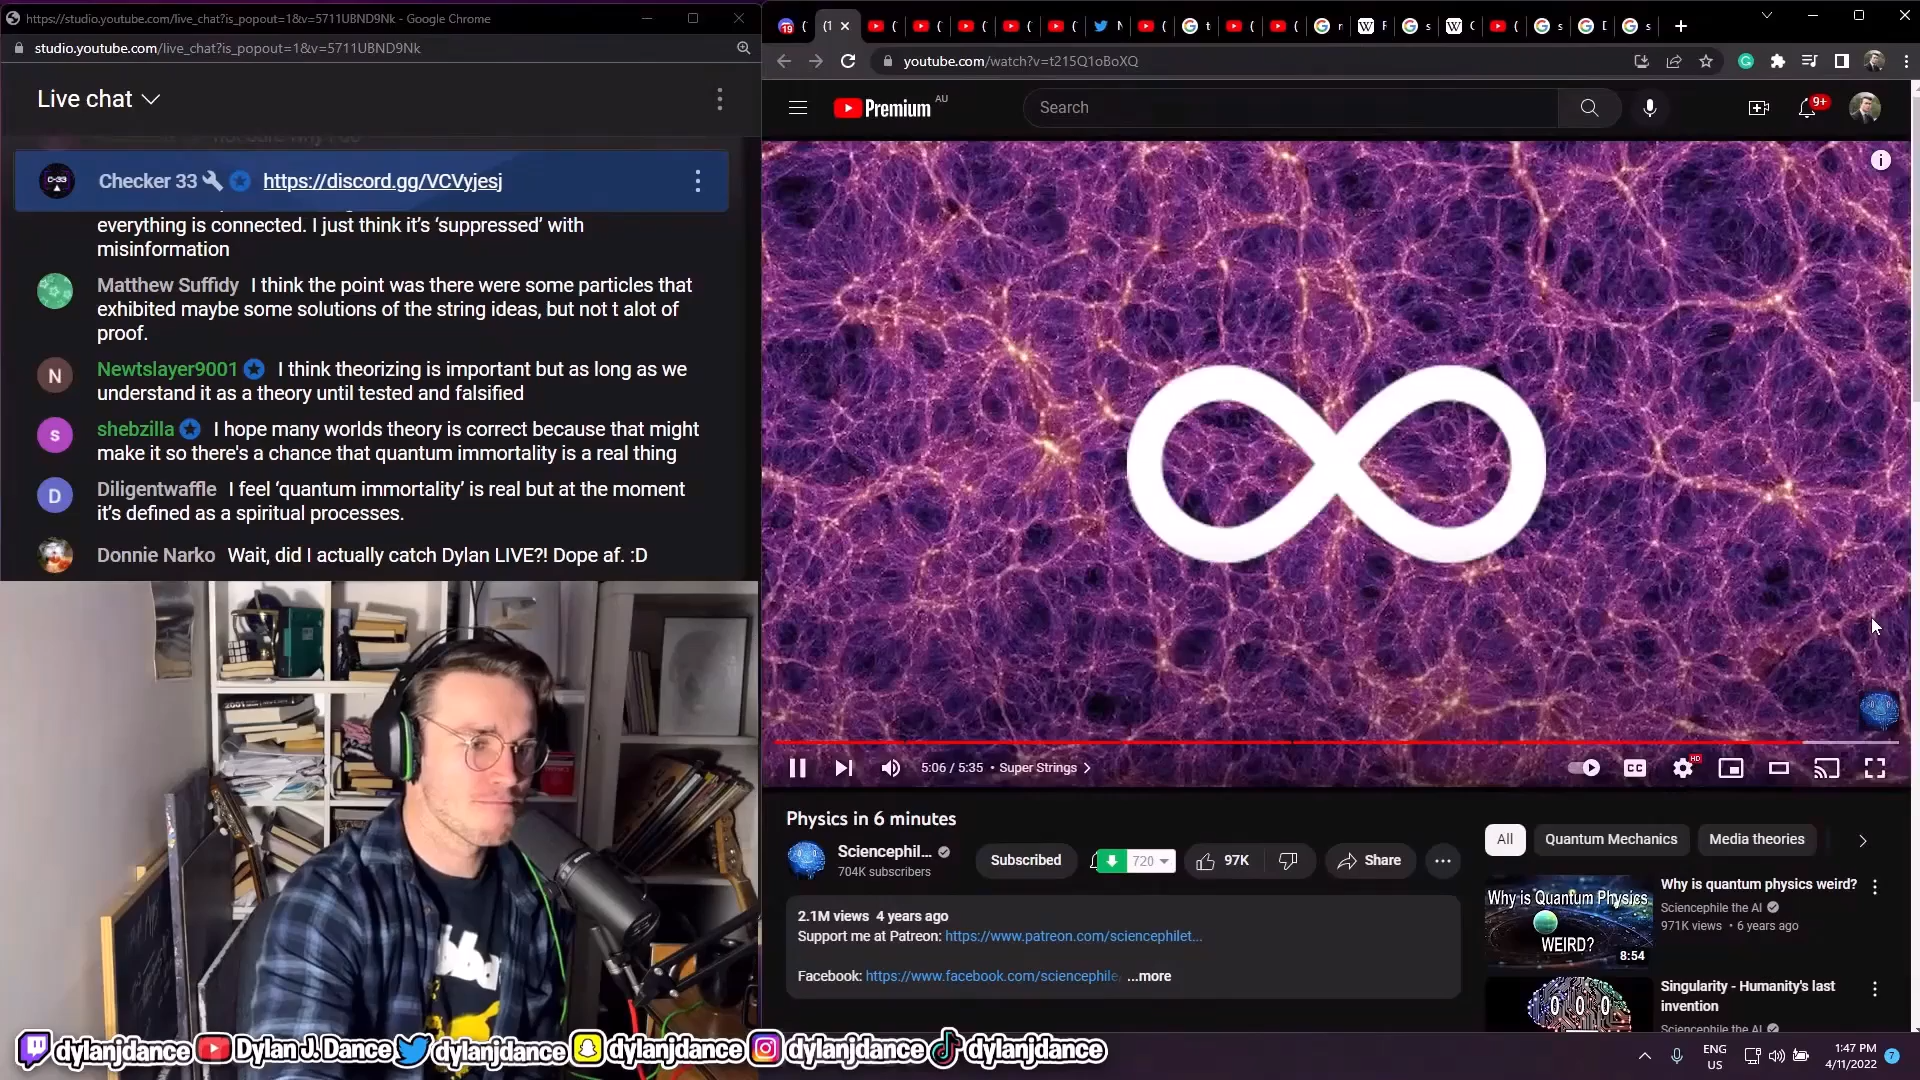 https://studio.youtube.com/live_chat?is_popout=1&v=5711UBND9Nk - Google Chrome
studio.youtube.com/live_chat?is_popout=1&v=5711UBND9Nk
Live chat
Checker 33 https://discord.gg/VCVyjesj
everything is connected. I just think it's 'suppressed' with
misinformation
Matthew Suffidy I think the point was there were some particles that
exhibited maybe some solutions of the string ideas, but not t alot of
proof.
N Newtslayer9001 I think theorizing is important but as long as we
understand it as a theory until tested and falsified
s shebzilla I hope many worlds theory is correct because that might
make it so there's a chance that quantum immortality is a real thing
D Diligentwaffle I feel 'quantum immortality' is real but at the moment
it's defined as a spiritual processes.
Donnie Narko Wait, did I actually catch Dylan LIVE?! Dope af. :D
youtube.com/watch?v=t215Q1oBoXQ
Premium AU
Search
9+
5:06 / 5:35 • Super Strings
CC
HD
Physics in 6 minutes
Sciencephil...
704K subscribers
Subscribed
720
97K
Share
2.1M views 4 years ago
Support me at Patreon: https://www.patreon.com/sciencephilet...
Facebook: https://www.facebook.com/sciencephile ...more
All
Quantum Mechanics
Media theories
Why is Quantum Physics
WEIRD?
8:54
Why is quantum physics weird?
Sciencephile the AI
971K views • 6 years ago
Singularity - Humanity's last
invention
Sciencephile the AI
dylanjdance Dylan J. Dance dylanjdance dylanjdance dylanjdance dylanjdance
ENG
US
1:47 PM
4/11/2022
7